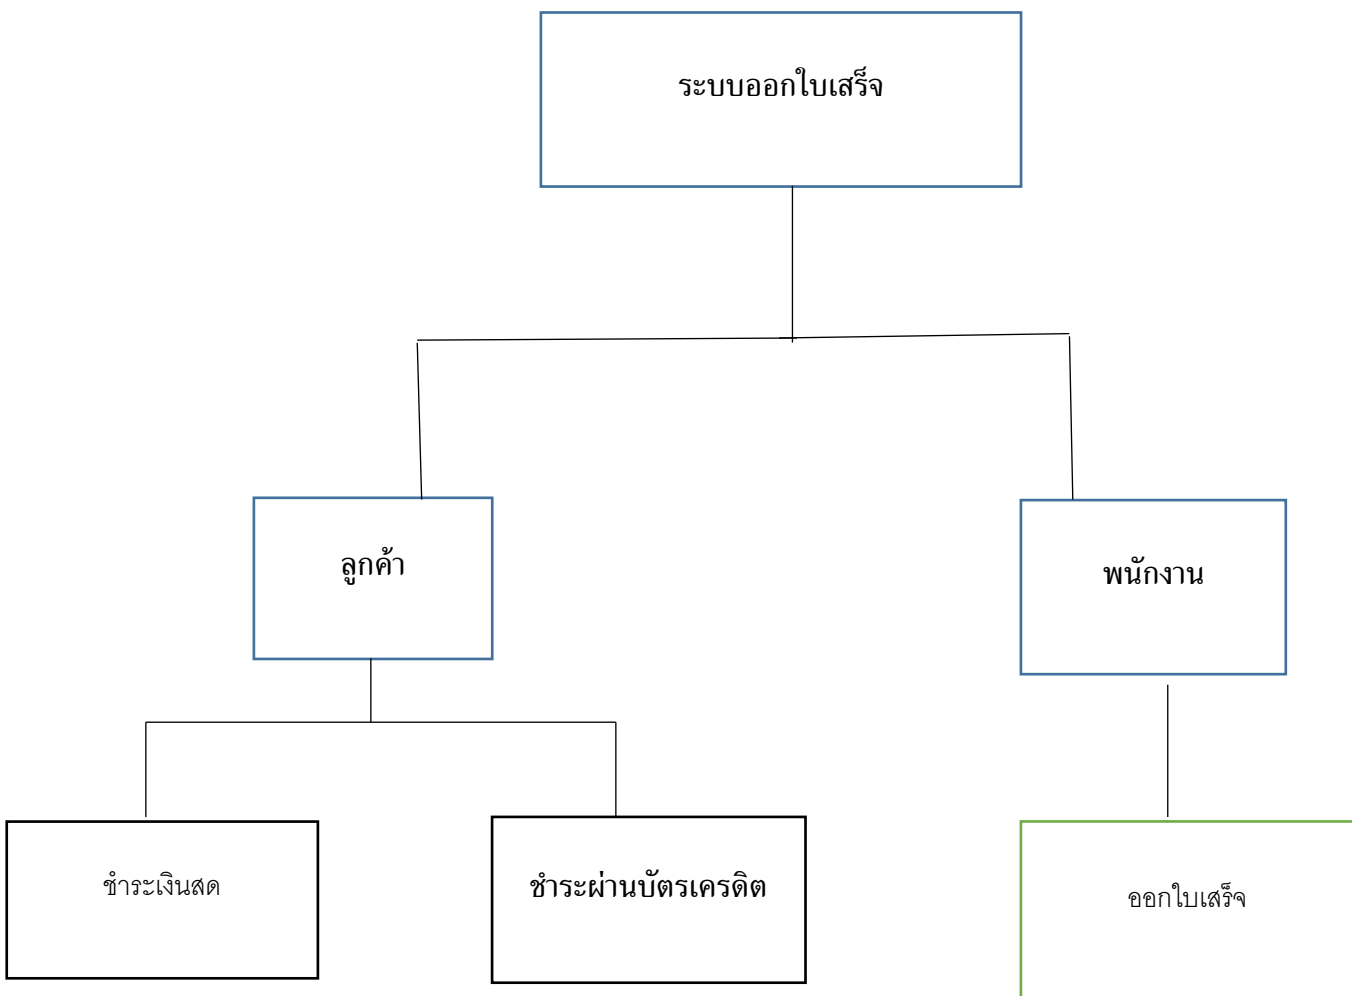 ระบบออกใบเสร็จ
ลูกค้า
พนักงาน
ชำระเงินสด
ชำระผ่านบัตรเครดิต
ออกใบเสร็จ